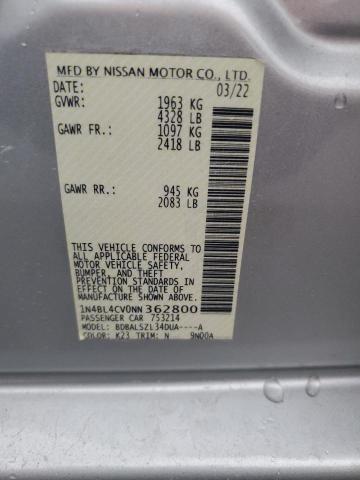 MFD BY NISSAN MOTOR CO., LTD.
DATE: 03/22
GVWR: 1963 KG
4328 LB
GAWR FR.: 1097 KG
2418 LB
GAWR RR.: 945 KG
2083 LB
THIS VEHICLE CONFORMS TO
ALL APPLICABLE FEDERAL
MOTOR VEHICLE SAFETY,
BUMPER, AND THEFT
PREVENTION STANDARDS
IN EFFECT ON THE DATE OF
MANUFACTURE SHOWN ABOVE.
1N4BL4CV0NN362800
PASSENGER CAR 753214
MODEL: BDBALSZL34DUA----A
COLOR: K23 TRIM: N 9N00A